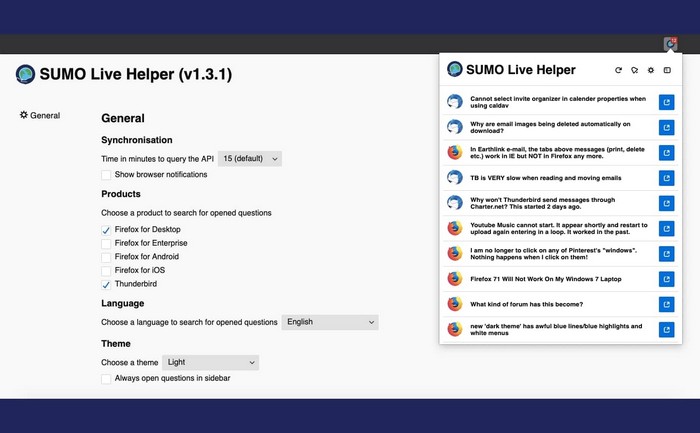 SUMO Live Helper (v1.3.1)
General
General
Synchronisation
Time in minutes to query the API 15 (default)
Show browser notifications
Products
Choose a product to search for opened questions
Firefox for Desktop
Firefox for Enterprise
Firefox for Android
Firefox for iOS
Thunderbird
Language
Choose a language to search for opened questions English
Theme
Choose a theme Light
Always open questions in sidebar
SUMO Live Helper
Cannot select invite organizer in calender properties when
using caldav
Why are email images being deleted automatically on
download?
In Earthlink e-mail, the tabs above messages (print, delete
etc.) work in IE but NOT in Firefox any more.
TB is VERY slow when reading and moving emails
Why won't Thunderbird send messages through
Charter.net? This started 2 days ago.
Youtube Music cannot start. It appear shortly and restart to
upload again entering in a loop. It worked in the past.
I am no longer to click on any of Pinterest's "windows".
Nothing happens when I click on them!
Firefox 71 Will Not Work On My Windows 7 Laptop
What kind of forum has this become?
new 'dark theme' has awful blue lines/blue highlights and
white menus